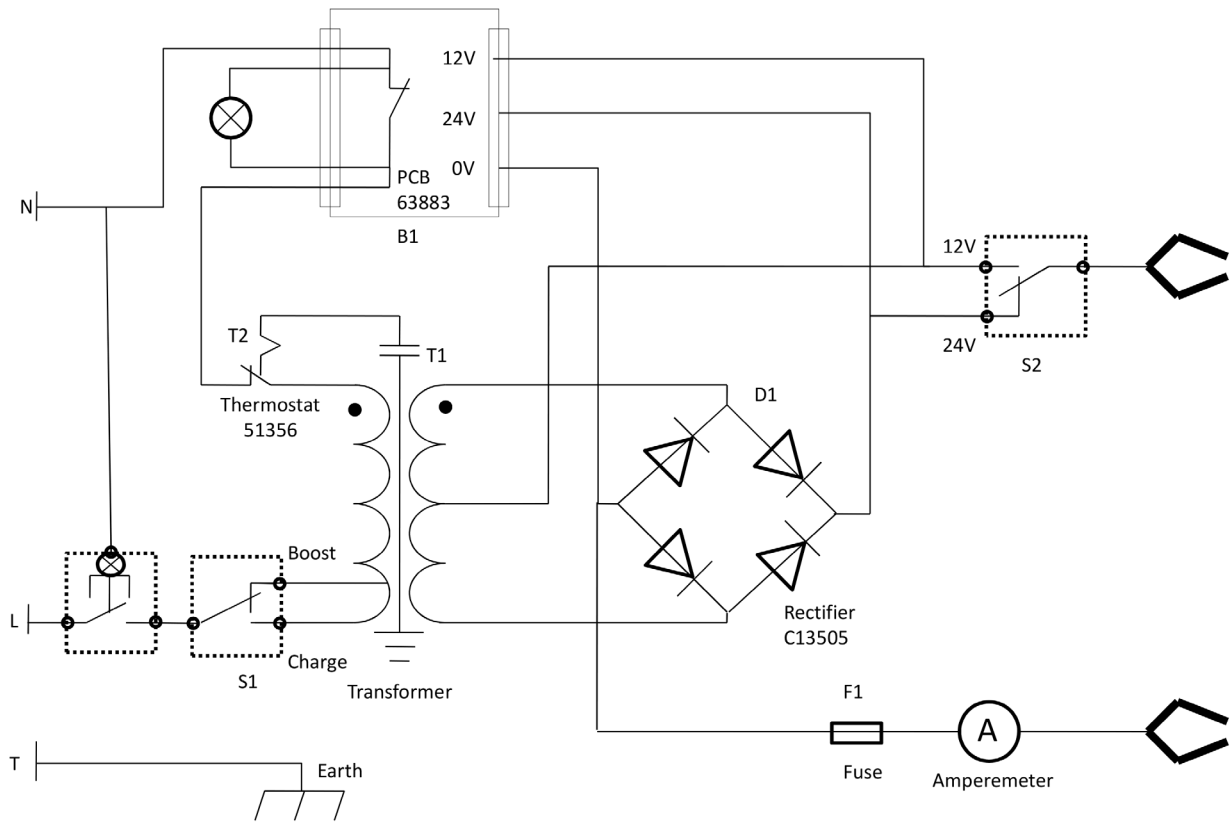 12V
24V
0V
PCB
63883
B1
N
12V
24V
S2
T2
T1
Thermostat
51356
D1
Boost
L
Charge
S1
Transformer
Rectifier
C13505
F1
A
Fuse
Amperemeter
T
Earth